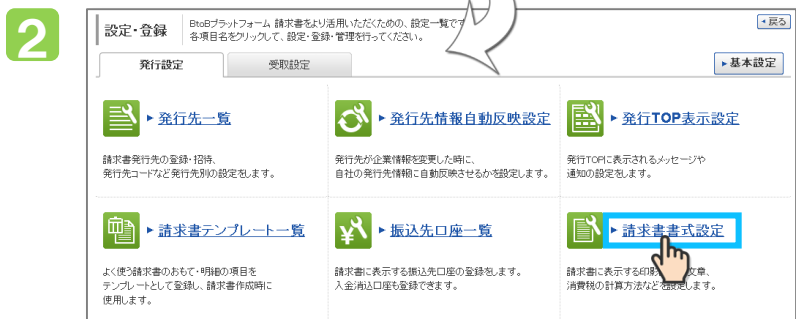 2
設定・登録
BtoBプラットフォーム 請求書をより活用いただくための、設定一覧で
各項目名をクリックして、設定・登録・管理を行ってください。
戻る
発行設定
受取設定
基本設定
発行先一覧
発行先情報自動反映設定
発行TOP表示設定
請求書発行先の登録・招待、
発行先コードなど発行先別の設定をします。
発行先が企業情報を変更した時に、
自社の発行先情報に自動反映させるかを設定します。
発行TOPに表示されるメッセージや
通知の設定をします。
請求書テンプレート一覧
振込先口座一覧
請求書書式設定
よく使う請求書のおもて・明細の項目を
テンプレートとして登録し、請求書作成時に
使用します。
請求書に表示する振込先口座の登録をします。
入金消込口座も登録できます。
請求書に表示する印影 文章、
消費税の計算方法などを設定します。